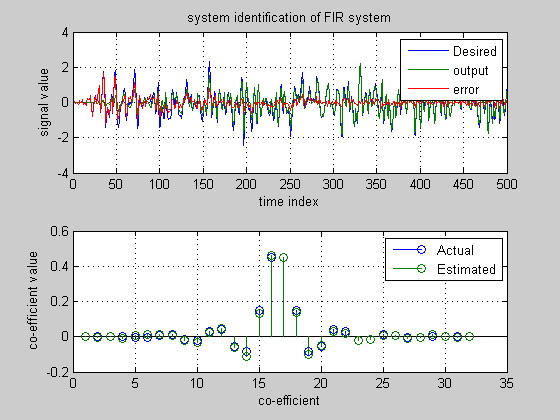 system identification of FIR system
4
2
0
-2
-4
signal value
Desired
output
error
0 50 100 150 200 250 300 350 400 450 500
time index
0.6
0.4
0.2
0
-0.2
co-efficient value
Actual
Estimated
0 5 10 15 20 25 30 35
co-efficient